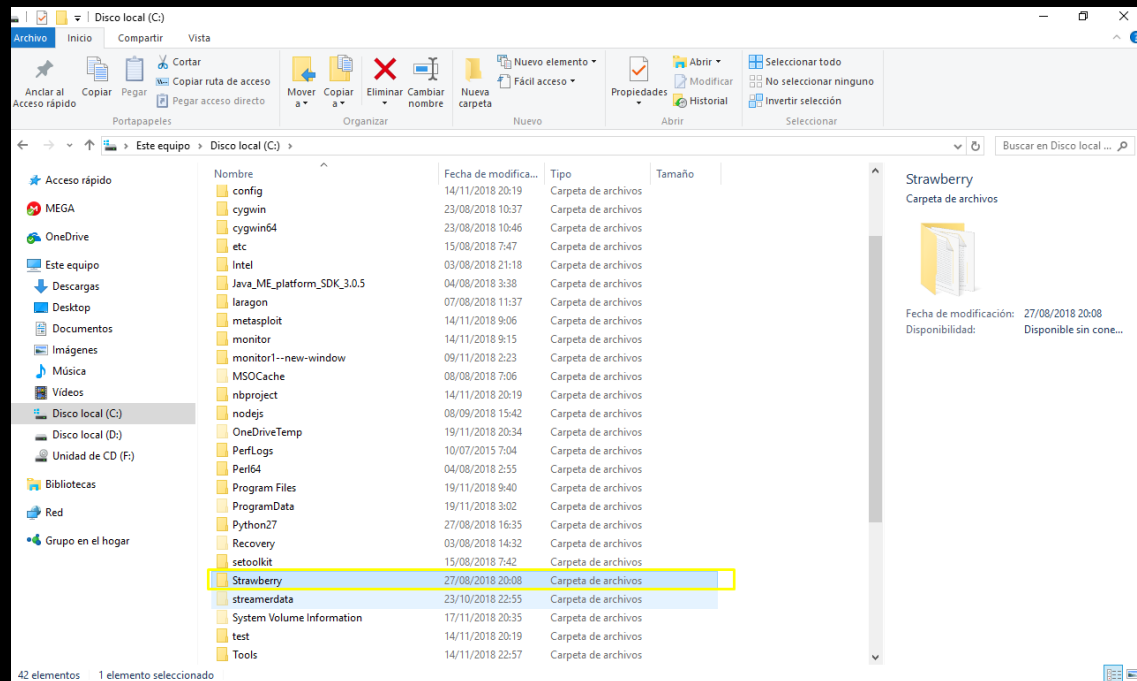 Disco local (C:)
Archivo Inicio Compartir Vista
Anclar al Acceso rápido
Copiar
Pegar
Cortar
Copiar ruta de acceso
Pegar acceso directo
Portapapeles
Mover a
Copiar a
Eliminar
Cambiar nombre
Organizar
Nueva carpeta
Nuevo elemento
Fácil acceso
Nuevo
Propiedades
Abrir
Modificar
Historial
Abrir
Seleccionar todo
No seleccionar ninguno
Invertir selección
Seleccionar
Este equipo > Disco local (C:) >
Buscar en Disco local ...
Acceso rápido
MEGA
OneDrive
Este equipo
Descargas
Desktop
Documentos
Imágenes
Música
Vídeos
Disco local (C:)
Disco local (D:)
Unidad de CD (F:)
Bibliotecas
Red
Grupo en el hogar
Nombre Fecha de modifica... Tipo Tamaño
config 14/11/2018 20:19 Carpeta de archivos
cygwin 23/08/2018 10:37 Carpeta de archivos
cygwin64 23/08/2018 10:46 Carpeta de archivos
etc 15/08/2018 7:47 Carpeta de archivos
Intel 03/08/2018 21:18 Carpeta de archivos
Java_ME_platform_SDK_3.0.5 04/08/2018 3:38 Carpeta de archivos
laragon 07/08/2018 11:37 Carpeta de archivos
metasploit 14/11/2018 9:06 Carpeta de archivos
monitor 14/11/2018 9:15 Carpeta de archivos
monitor1--new-window 09/11/2018 2:23 Carpeta de archivos
MSOCache 08/08/2018 7:06 Carpeta de archivos
nbproject 14/11/2018 20:19 Carpeta de archivos
nodejs 08/09/2018 15:42 Carpeta de archivos
OneDriveTemp 19/11/2018 20:34 Carpeta de archivos
PerfLogs 10/07/2015 7:04 Carpeta de archivos
Perl64 04/08/2018 2:55 Carpeta de archivos
Program Files 19/11/2018 9:40 Carpeta de archivos
ProgramData 19/11/2018 3:02 Carpeta de archivos
Python27 27/08/2018 16:35 Carpeta de archivos
Recovery 03/08/2018 14:32 Carpeta de archivos
setoolkit 15/08/2018 7:42 Carpeta de archivos
Strawberry 27/08/2018 20:08 Carpeta de archivos
streamerdata 23/10/2018 22:55 Carpeta de archivos
System Volume Information 17/11/2018 20:35 Carpeta de archivos
test 14/11/2018 20:19 Carpeta de archivos
Tools 14/11/2018 22:57 Carpeta de archivos
Strawberry
Carpeta de archivos
Fecha de modificación: 27/08/2018 20:08
Disponibilidad: Disponible sin cone...
42 elementos 1 elemento seleccionado